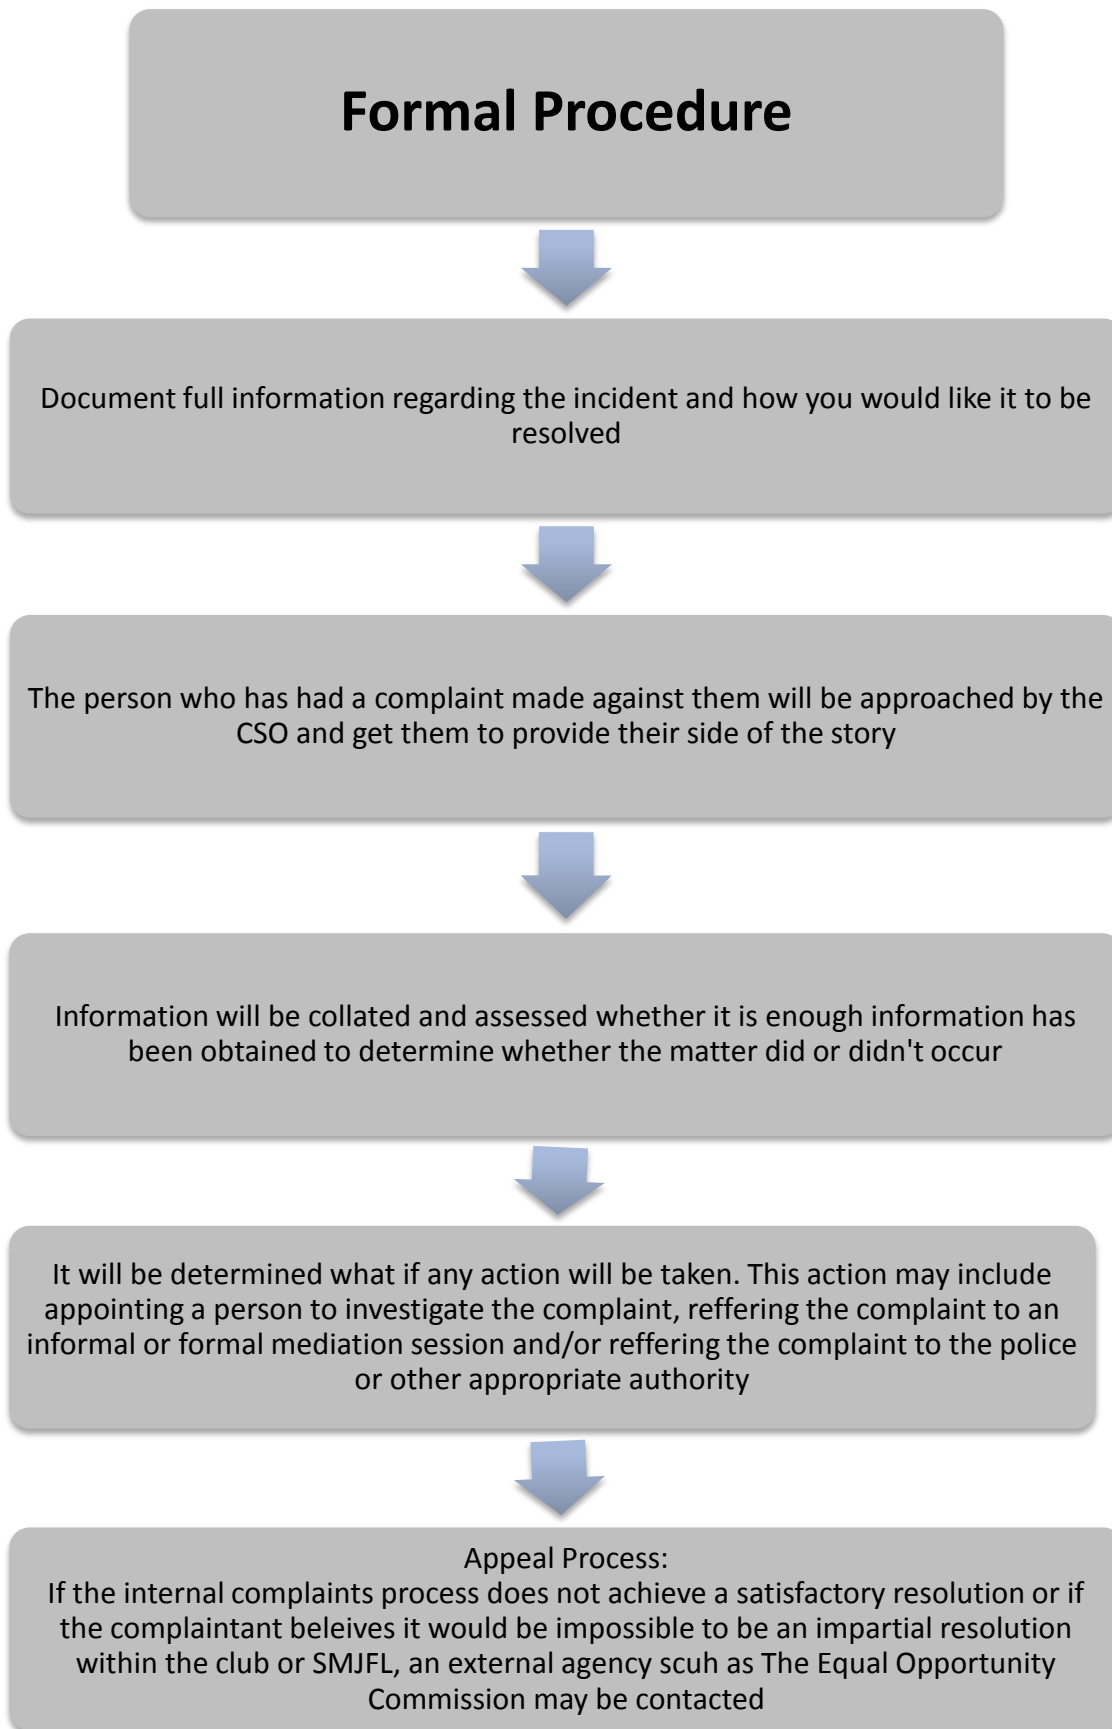 Formal Procedure
Document full information regarding the incident and how you would like it to be
resolved
The person who has had a complaint made against them will be approached by the
CSO and get them to provide their side of the story
Information will be collated and assessed whether it is enough information has
been obtained to determine whether the matter did or didn't occur
It will be determined what if any action will be taken. This action may include
appointing a person to investigate the complaint, reffering the complaint to an
informal or formal mediation session and/or reffering the complaint to the police
or other appropriate authority
Appeal Process:
If the internal complaints process does not achieve a satisfactory resolution or if
the complainant beleives it would be impossible to be an impartial resolution
within the club or SMJFL, an external agency scuh as The Equal Opportunity
Commission may be contacted